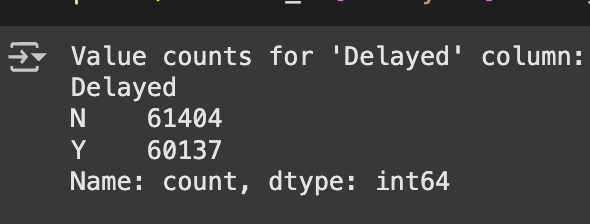 Value counts for 'Delayed' column:
Delayed
N    61404
Y    60137
Name: count, dtype: int64